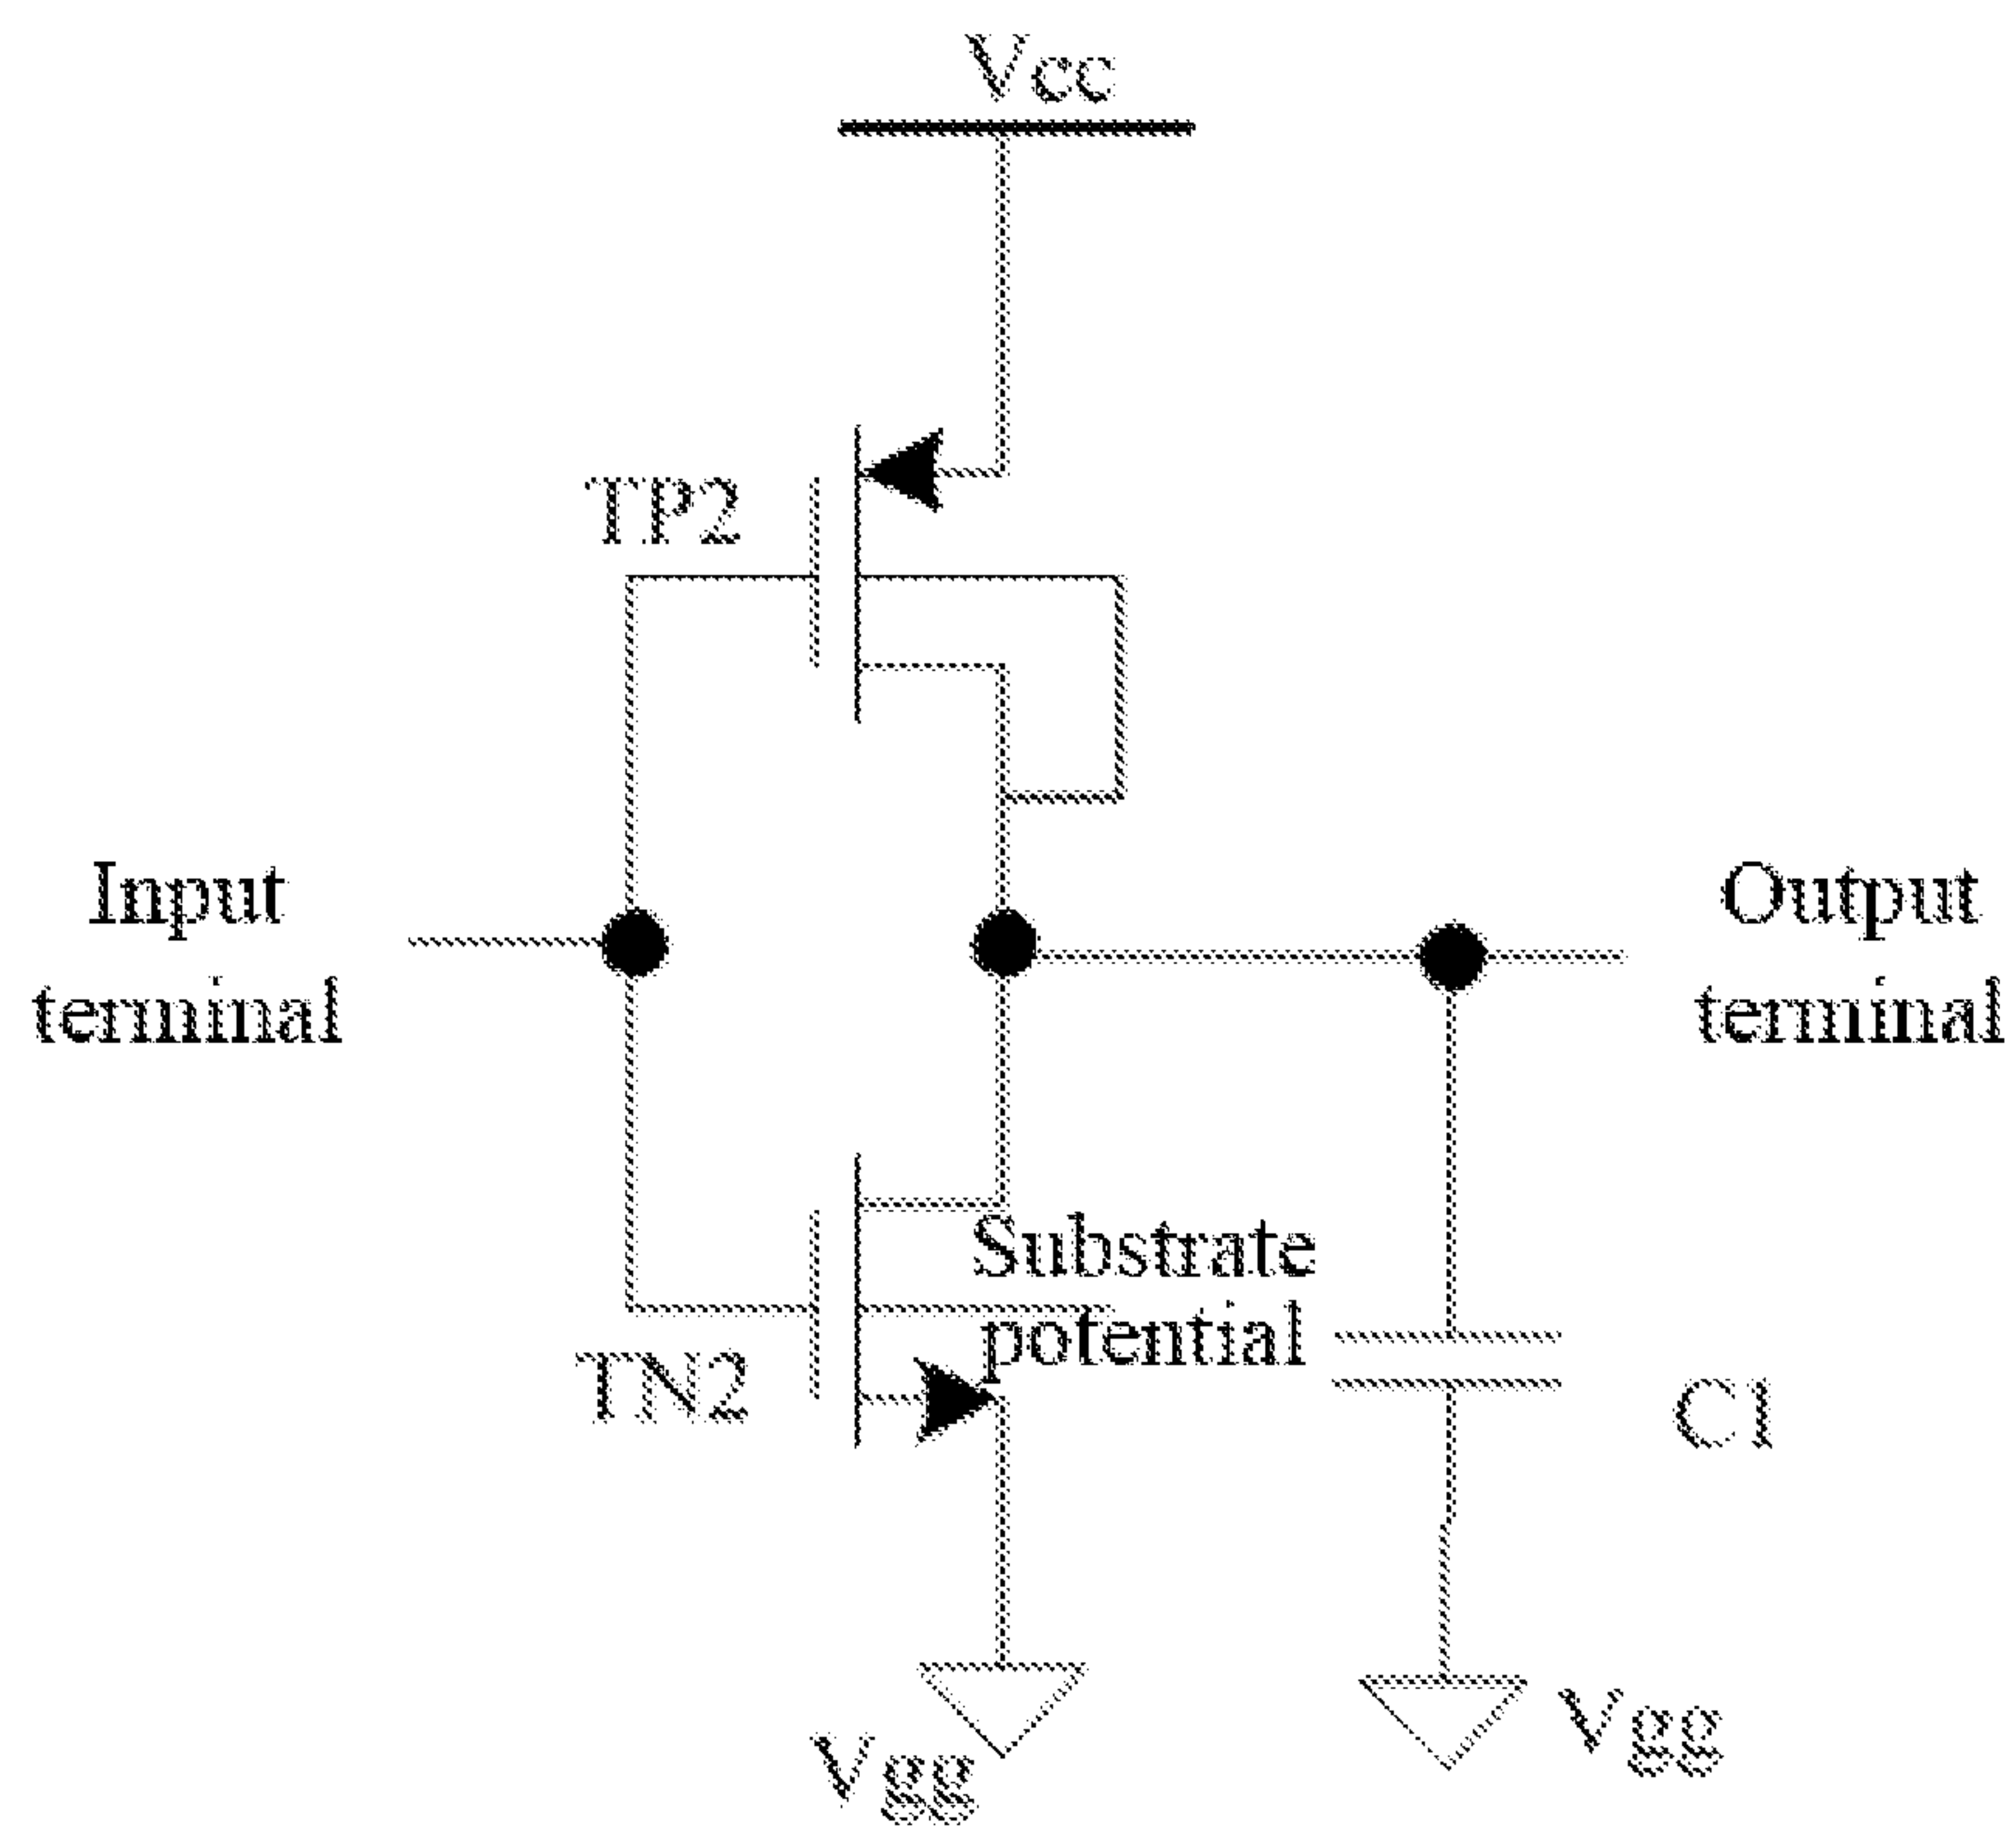 Vcc
TP2
Input
terminal
Output
terminal
Substrate
potential
TN2
C1
Vgg
Vgg